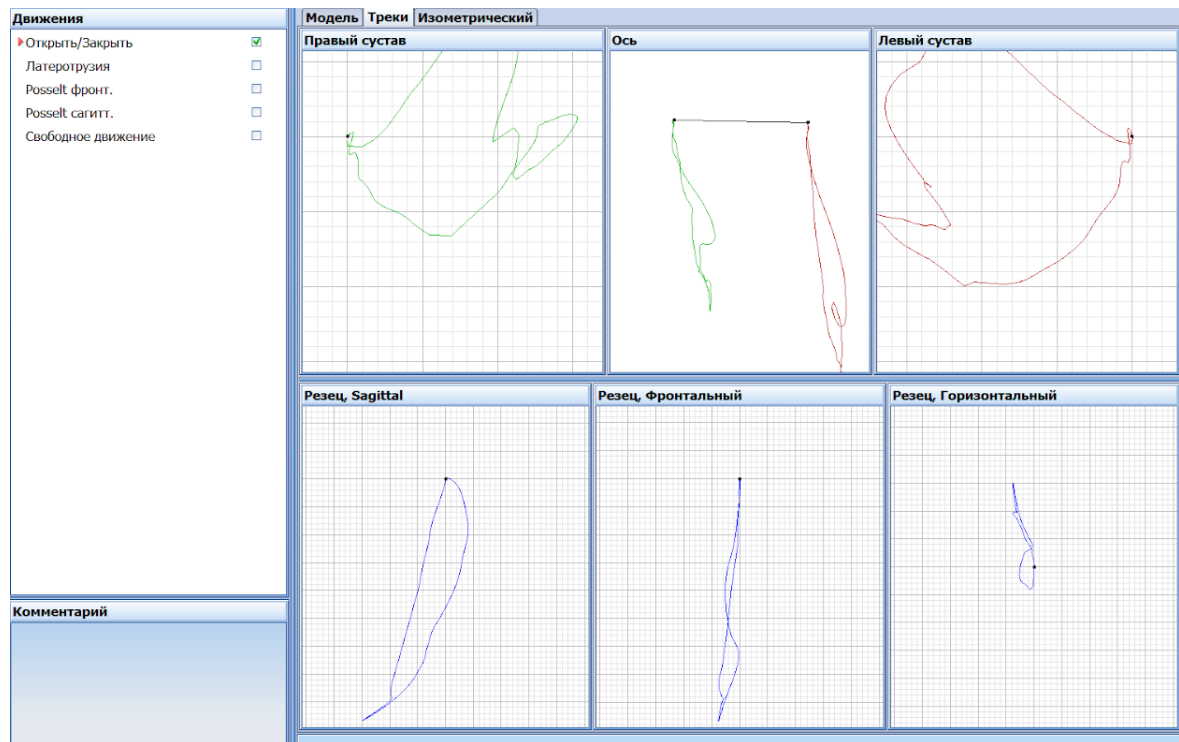 Движения
Открыть/Закрыть
Латеротрузия
Posselt фронт.
Posselt сагитт.
Свободное движение
Комментарий
Модель Треки Изометрический
Правый сустав
Ось
Левый сустав
Резец, Sagittal
Резец, Фронтальный
Резец, Горизонтальный